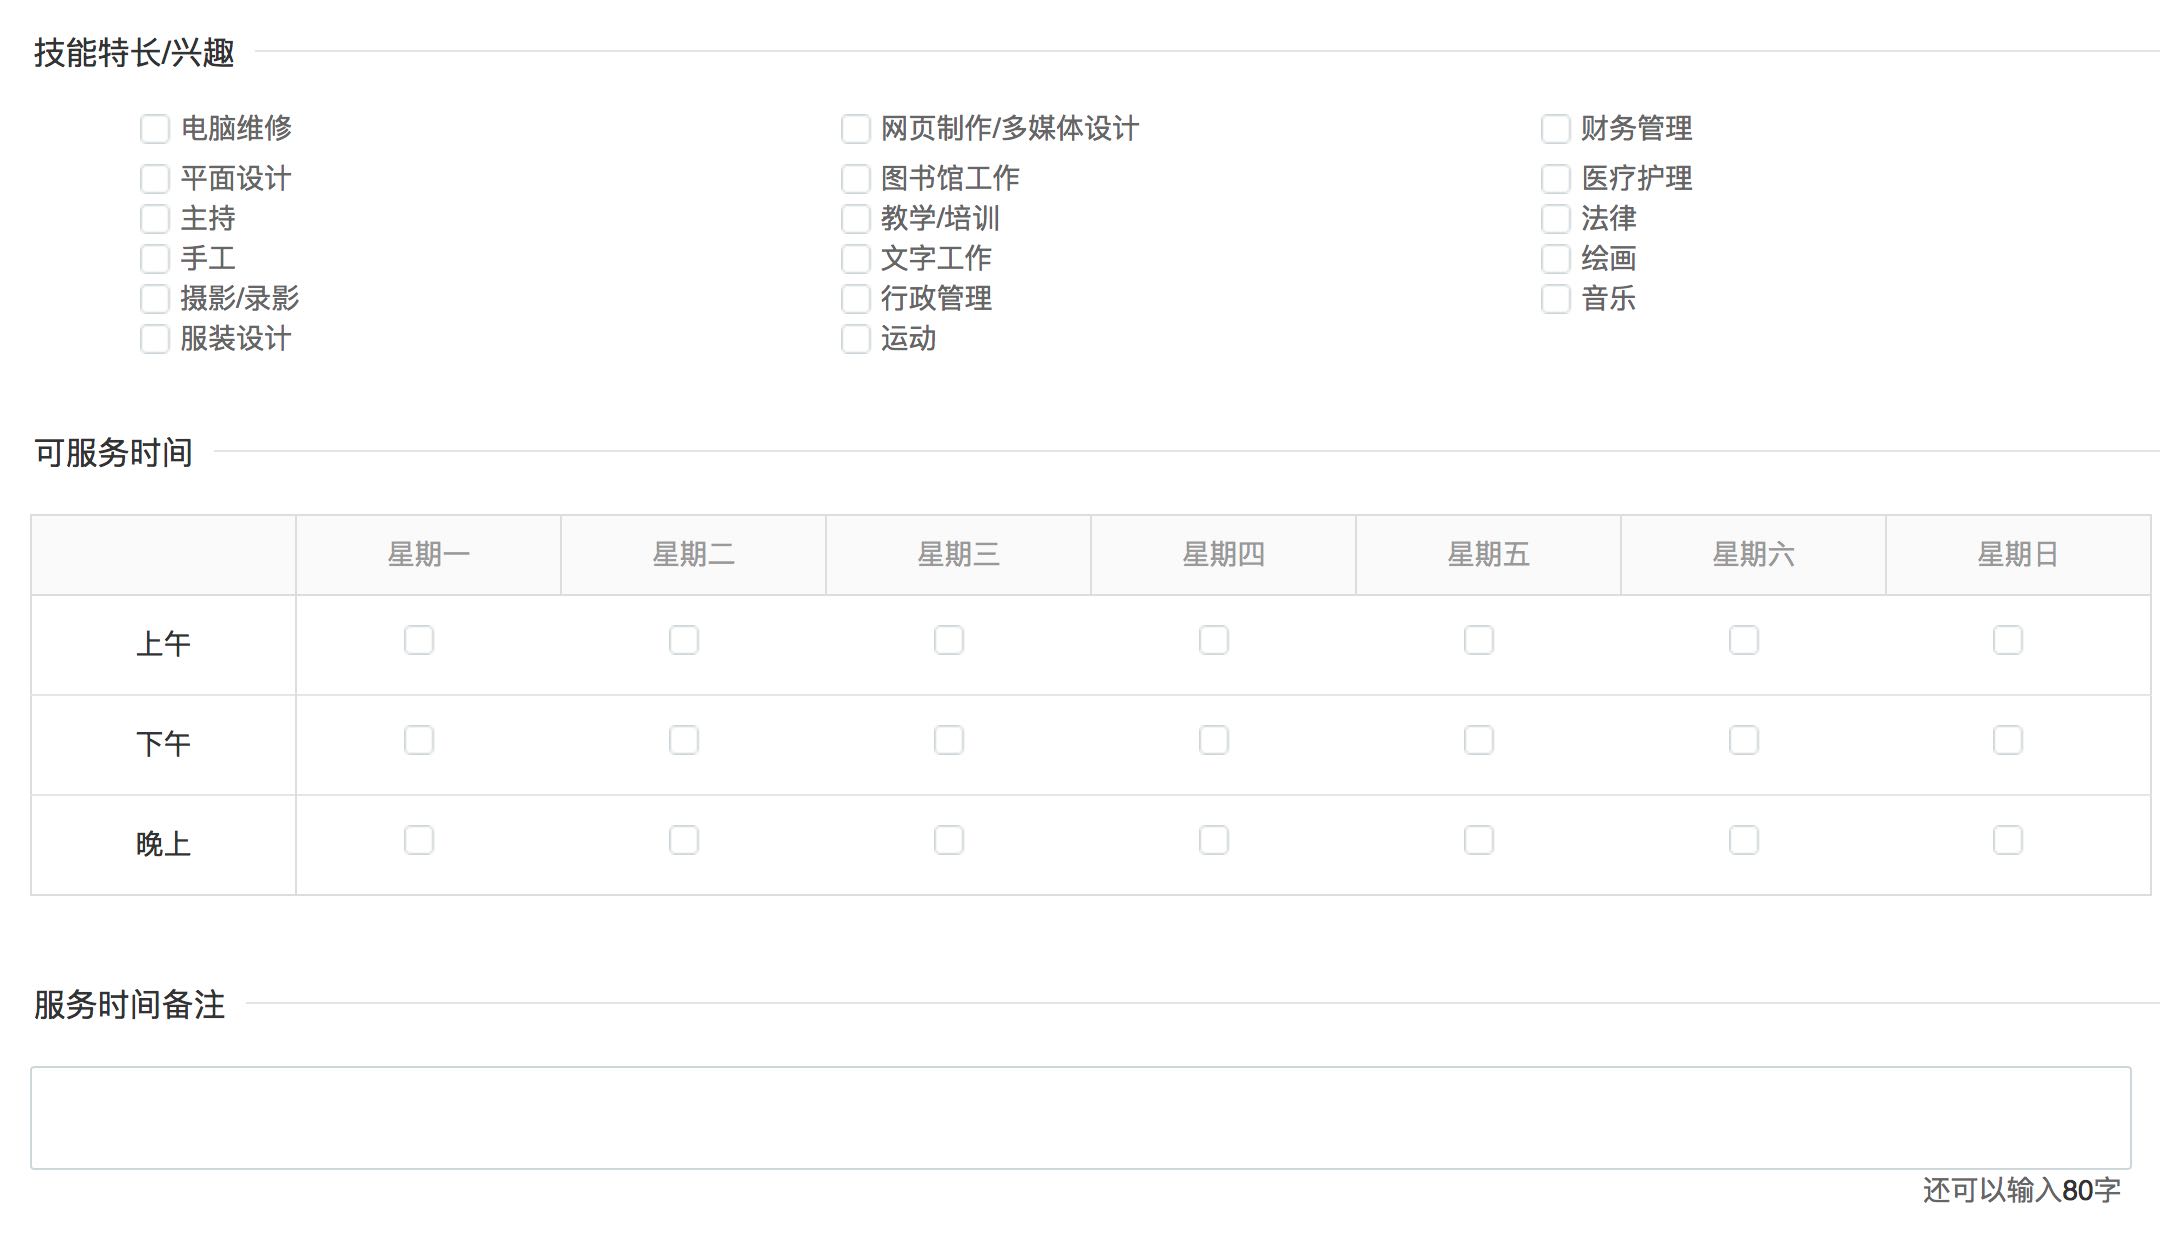 技能特长/兴趣
电脑维修 网页制作/多媒体设计 财务管理
平面设计 图书馆工作 医疗护理
主持 教学/培训 法律
手工 文字工作 绘画
摄影/录影 行政管理 音乐
服装设计 运动
可服务时间
星期一 星期二 星期三 星期四 星期五 星期六 星期日
上午
下午
晚上
服务时间备注
还可以输入80字